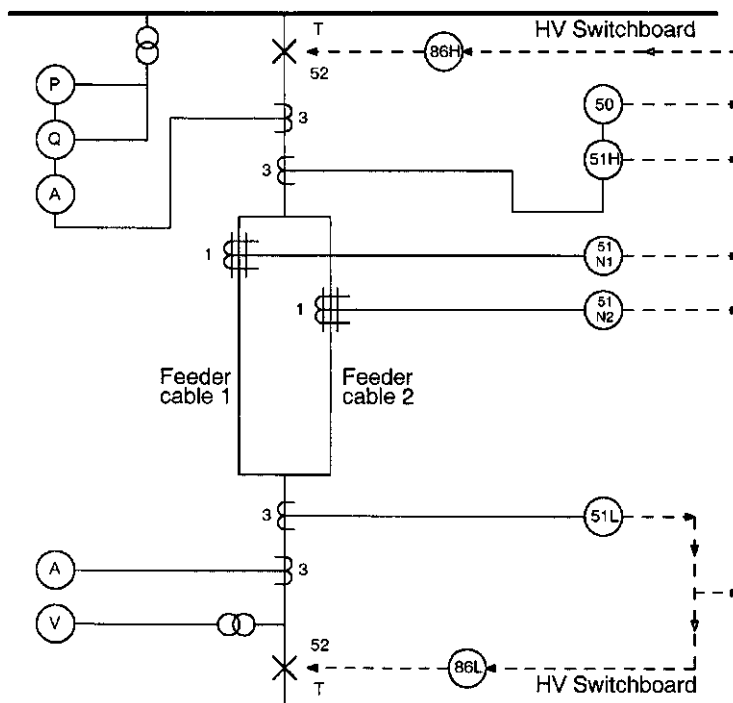 T
HV Switchboard
86H
52
P
50
3
Q
51H
3
A
51
N1
1
51
N2
1
Feeder
cable 1
Feeder
cable 2
3
51L
A
3
V
52
86L
T
HV Switchboard